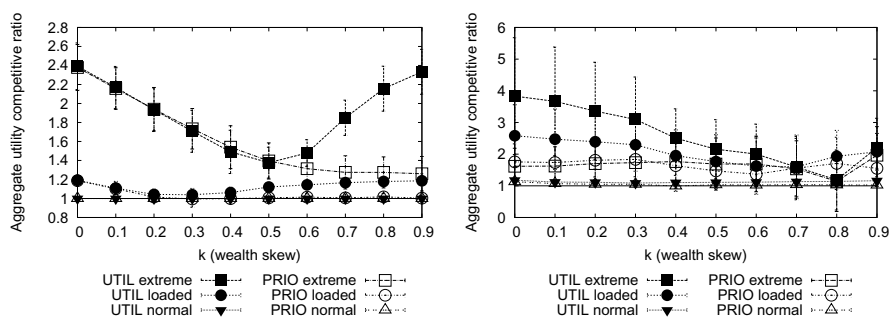 Aggregate utility competitive ratio
2.8
2.6
2.4
2.2
2
1.8
1.6
1.4
1.2
1
0.8
0 0.1 0.2 0.3 0.4 0.5 0.6 0.7 0.8 0.9
k (wealth skew)
UTIL extreme PRIO extreme
UTIL loaded PRIO loaded
UTIL normal PRIO normal
Aggregate utility competitive ratio
6
5
4
3
2
1
0
0 0.1 0.2 0.3 0.4 0.5 0.6 0.7 0.8 0.9
k (wealth skew)
UTIL extreme PRIO extreme
UTIL loaded PRIO loaded
UTIL normal PRIO normal